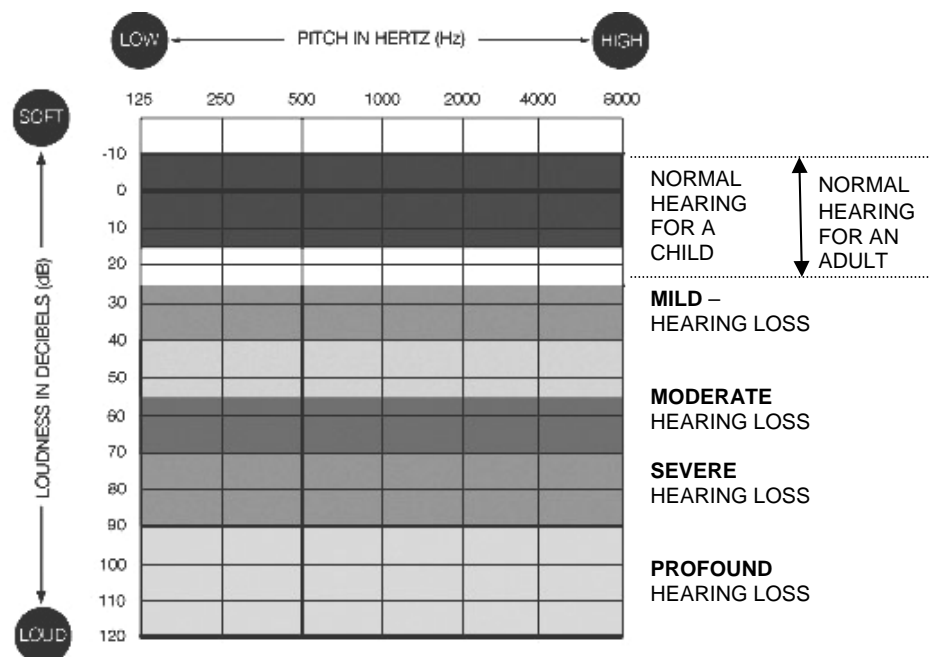 LOW
PITCH IN HERTZ (Hz)
HIGH
125 250 500 1000 2000 4000 8000
SOFT
LOUDNESS IN DECIBELS (dB)
LOUD
-10
0
10
20
30
40
50
60
70
80
90
100
110
120
NORMAL
HEARING
FOR A
CHILD
NORMAL
HEARING
FOR AN
ADULT
MILD –
HEARING LOSS
MODERATE
HEARING LOSS
SEVERE
HEARING LOSS
PROFOUND
HEARING LOSS